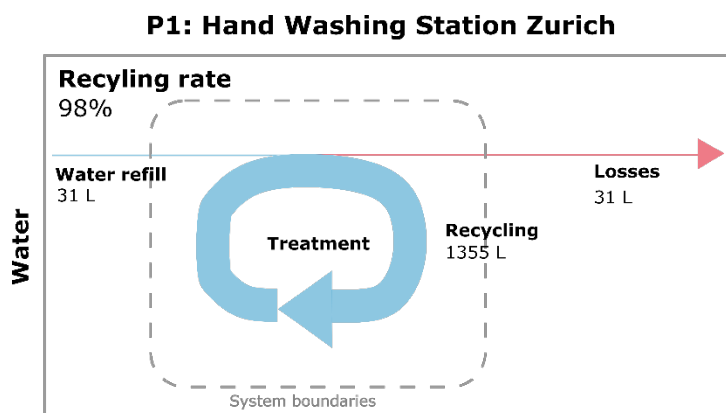 P1: Hand Washing Station Zurich
Recyling rate
98%
Water refill
31 L
Losses
31 L
Treatment
Recycling
1355 L
Water
System boundaries